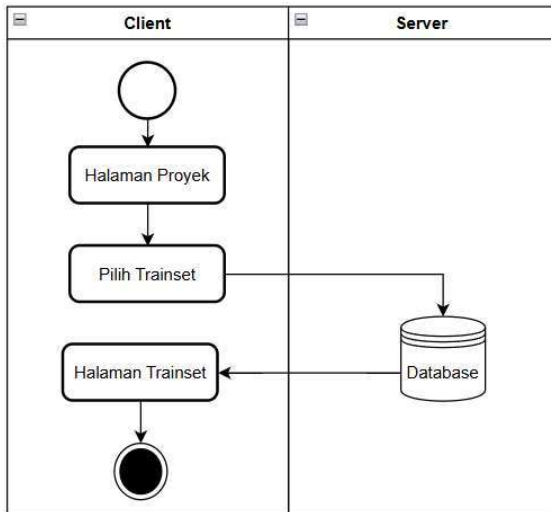 Client
Server
Halaman Proyek
Pilih Trainset
Halaman Trainset
Database